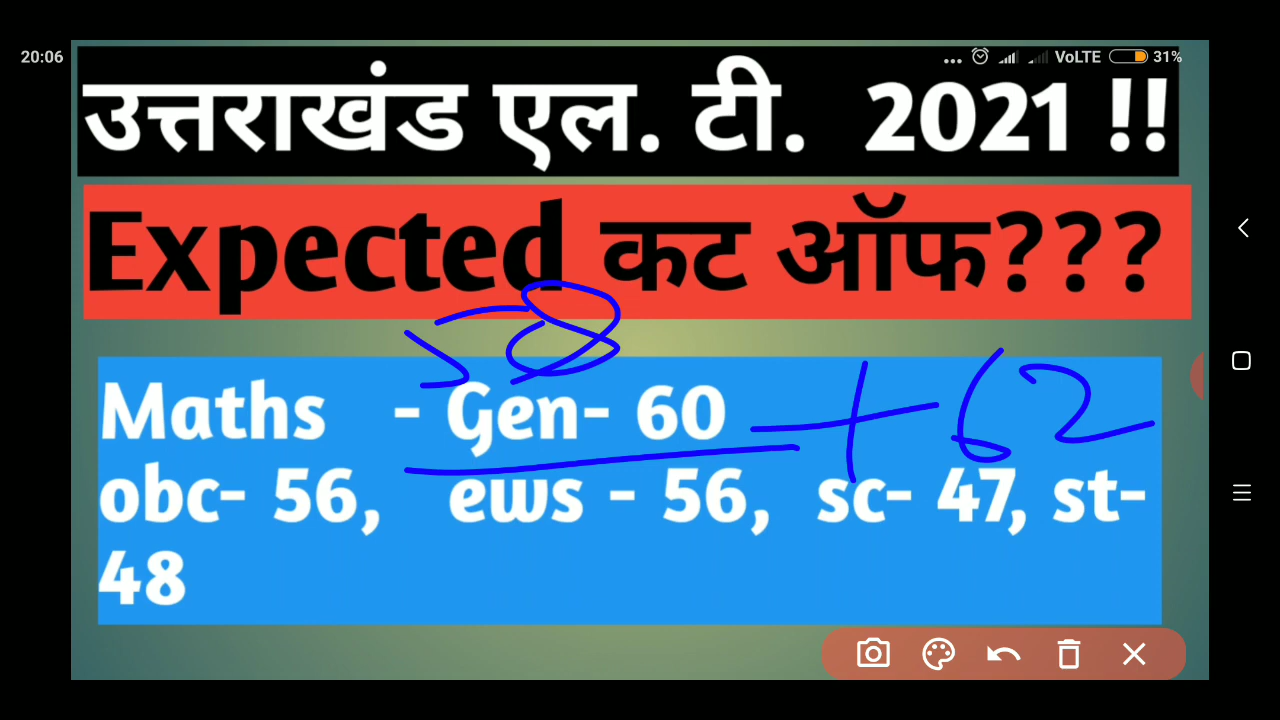 20:06
... VoLTE 31%
उत्तराखंड एल. टी. 2021 !!
Expected कट ऑफ???
58
Maths - Gen- 60 + 62
obc- 56, ews - 56, sc- 47, st-
48